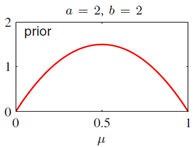 a = 2, b = 2
2
prior
1
0
0 0.5 1
μ